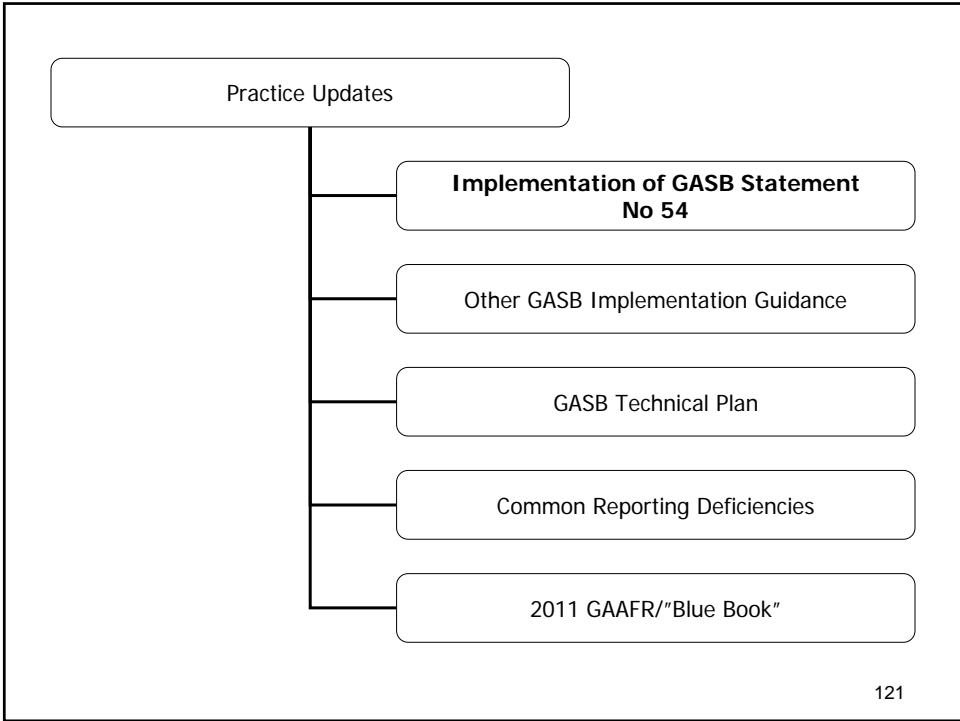 Practice Updates
Implementation of GASB Statement
No 54
Other GASB Implementation Guidance
GASB Technical Plan
Common Reporting Deficiencies
2011 GAAFR/”Blue Book”
121